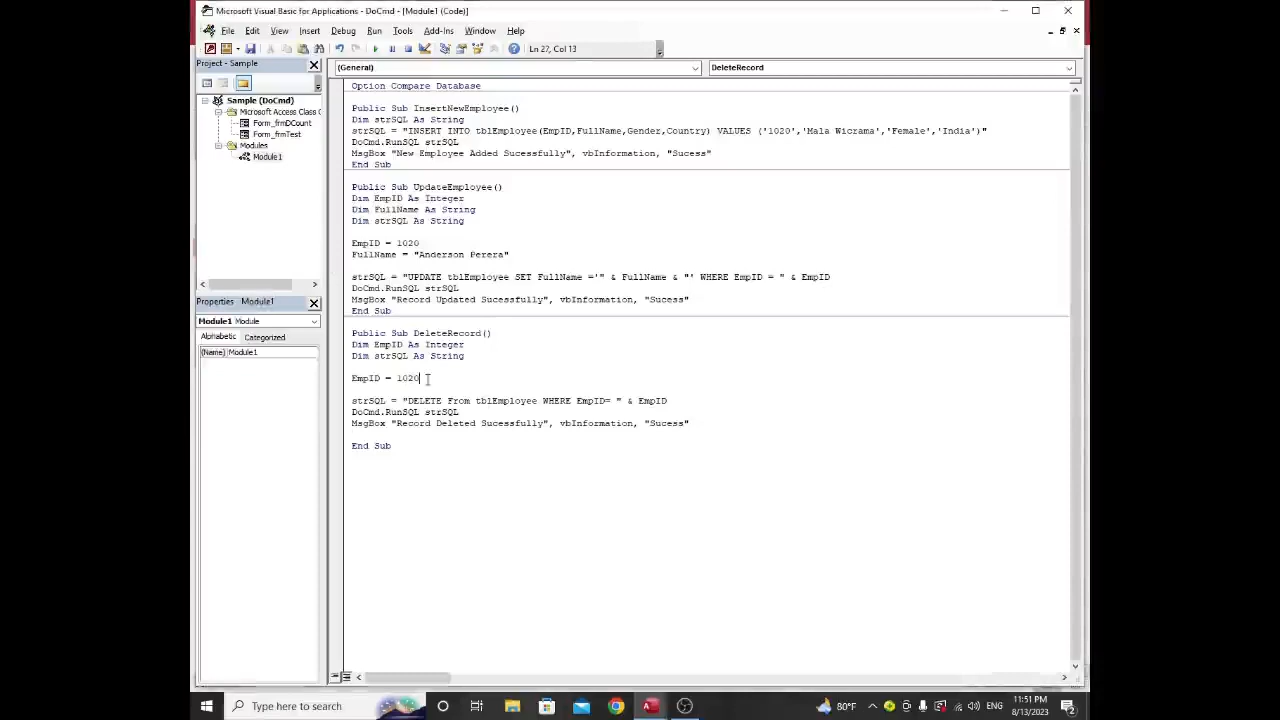 Microsoft Visual Basic for Applications - DoCmd - [Module1 (Code)]
File Edit View Insert Debug Run Tools Add-Ins Window Help
Ln 27, Col 13
Project - Sample
(General) DeleteRecord
Sample (DoCmd)
Microsoft Access Class O
Form_frmDCount
Form_frmTest
Modules
Module1
Properties - Module1
Module1 Module
Alphabetic Categorized
(Name) Module1
Option Compare Database
Public Sub InsertNewEmployee()
Dim strSQL As String
strSQL = "INSERT INTO tblEmployee(EmpID,FullName,Gender,Country) VALUES ('1020','Mala Wicrama','Female','India')"
DoCmd.RunSQL strSQL
MsgBox "New Employee Added Sucessfully", vbInformation, "Sucess"
End Sub
Public Sub UpdateEmployee()
Dim EmpID As Integer
Dim FullName As String
Dim strSQL As String
EmpID = 1020
FullName = "Anderson Perera"
strSQL = "UPDATE tblEmployee SET FullName ='" & FullName & "' WHERE EmpID = " & EmpID
DoCmd.RunSQL strSQL
MsgBox "Record Updated Sucessfully", vbInformation, "Sucess"
End Sub
Public Sub DeleteRecord()
Dim EmpID As Integer
Dim strSQL As String
EmpID = 1020
strSQL = "DELETE From tblEmployee WHERE EmpID= " & EmpID
DoCmd.RunSQL strSQL
MsgBox "Record Deleted Sucessfully", vbInformation, "Sucess"
End Sub
Type here to search
80°F
ENG
11:51 PM
8/13/2023